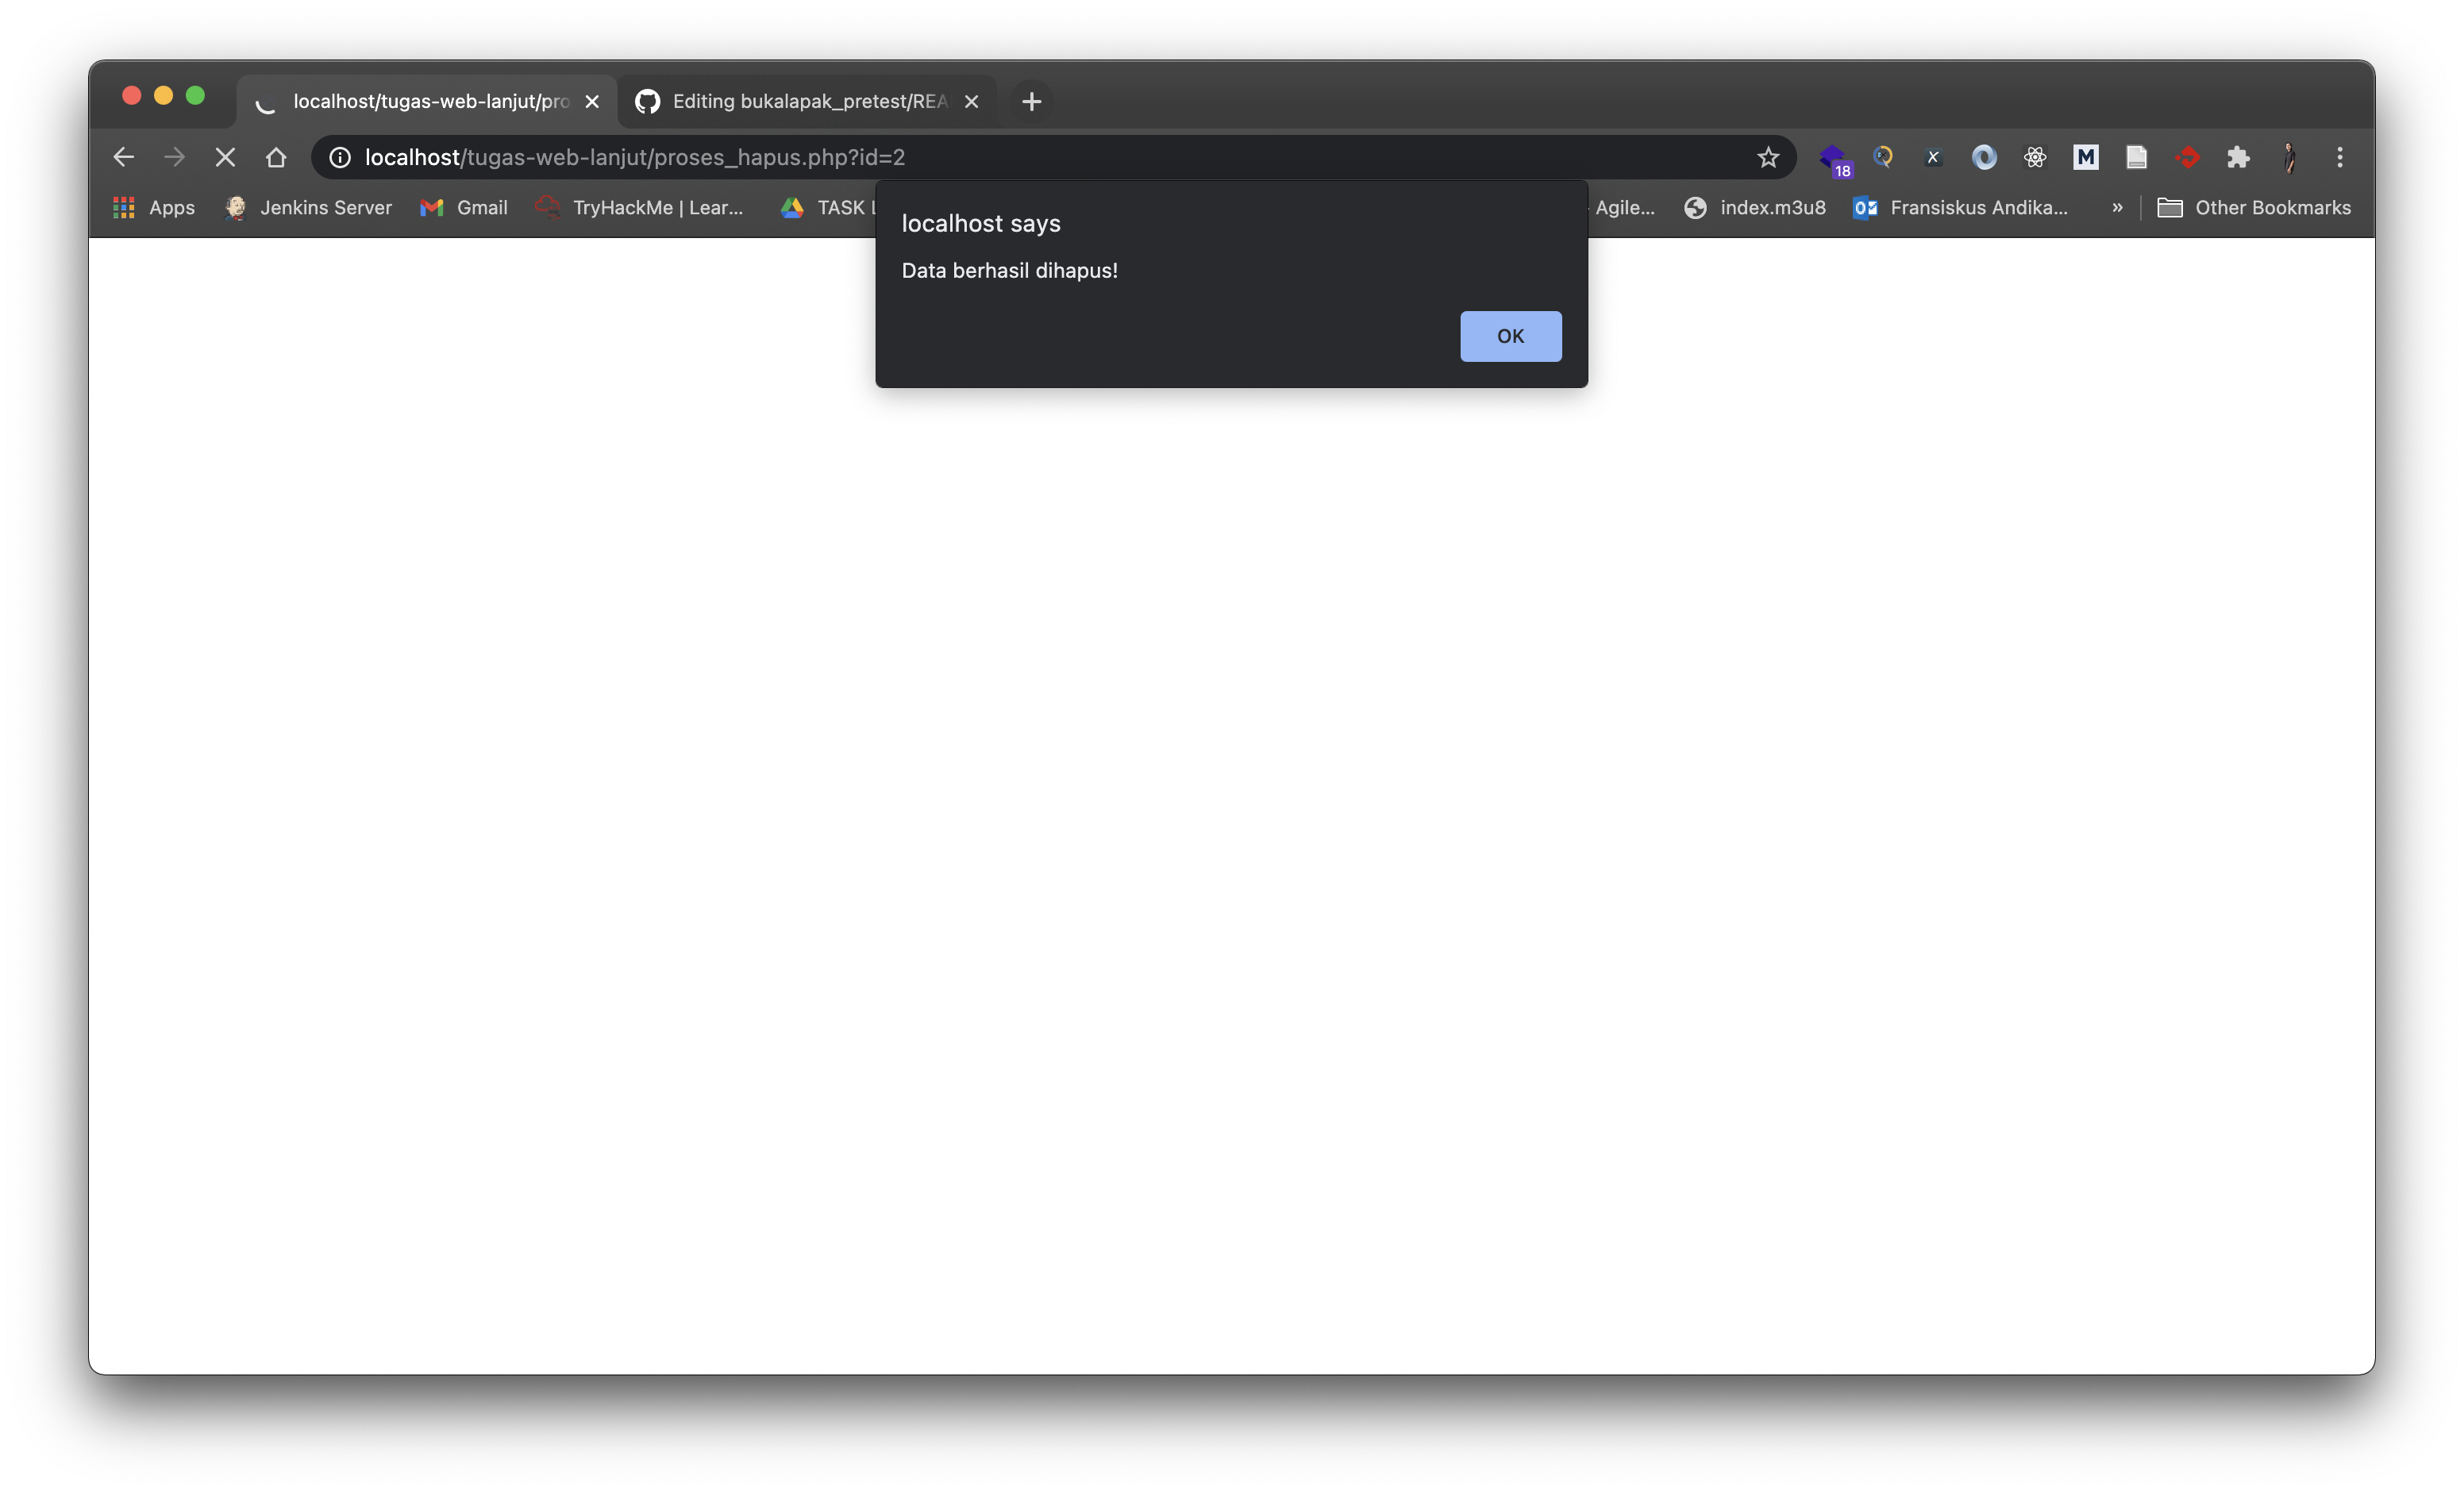 localhost/tugas-web-lanjut/pro
Editing bukalapak_pretest/REA
localhost/tugas-web-lanjut/proses_hapus.php?id=2
18
M
Apps
Jenkins Server
Gmail
TryHackMe | Lear...
TASK L
Agile...
index.m3u8
Fransiskus Andika...
»
Other Bookmarks
localhost says
Data berhasil dihapus!
OK